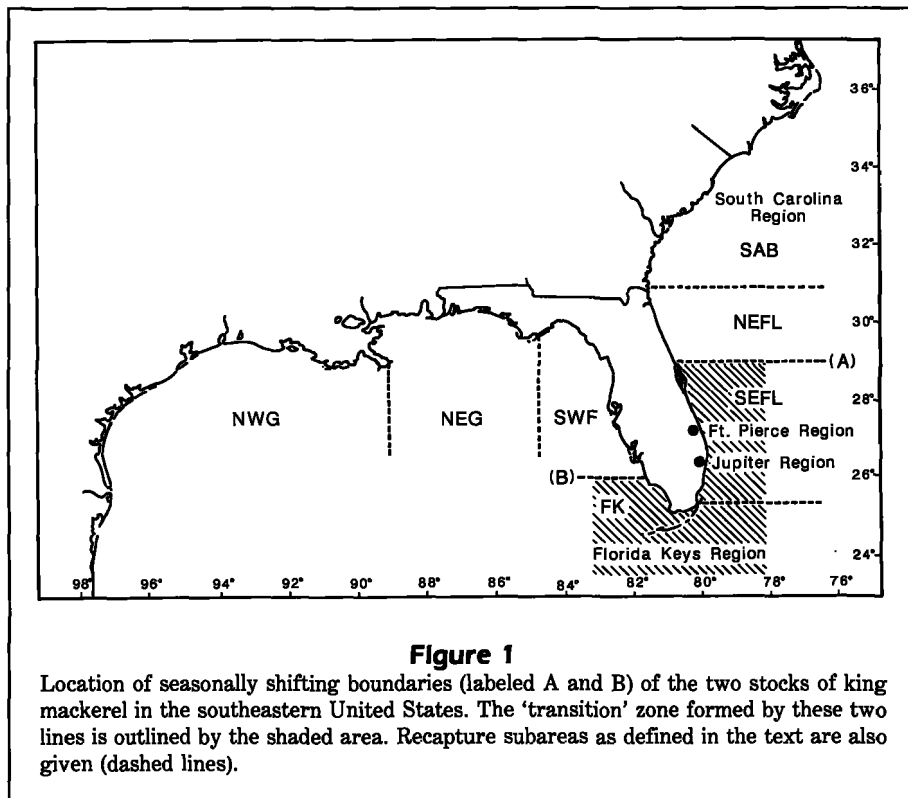 36°
34°
South Carolina
Region
SAB
32°
NEFL
30°
(A)
SEFL
28°
NWG
NEG
SWF
Ft. Pierce Region
Jupiter Region
(B)
26°
FK
Florida Keys Region
24°
98° 96° 94° 92° 90° 88° 86° 84° 82° 80° 78° 76°
Figure 1
Location of seasonally shifting boundaries (labeled A and B) of the two stocks of king
mackerel in the southeastern United States. The ‘transition’ zone formed by these two
lines is outlined by the shaded area. Recapture subareas as defined in the text are also
given (dashed lines).